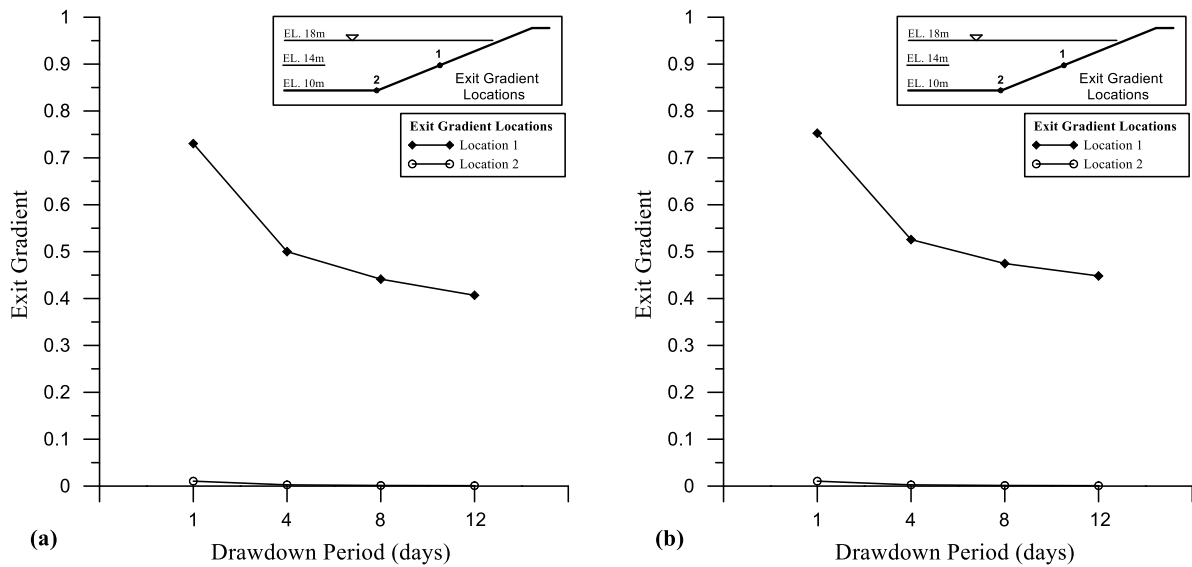 1
0.9
0.8
0.7
0.6
0.5
0.4
0.3
0.2
0.1
0
Exit Gradient
EL. 18m
EL. 14m
EL. 10m
1
2
Exit Gradient
Locations
Exit Gradient Locations
Location 1
Location 2
1 4 8 12
(a)
Drawdown Period (days)
1
0.9
0.8
0.7
0.6
0.5
0.4
0.3
0.2
0.1
0
Exit Gradient
EL. 18m
EL. 14m
EL. 10m
1
2
Exit Gradient
Locations
Exit Gradient Locations
Location 1
Location 2
1 4 8 12
(b)
Drawdown Period (days)